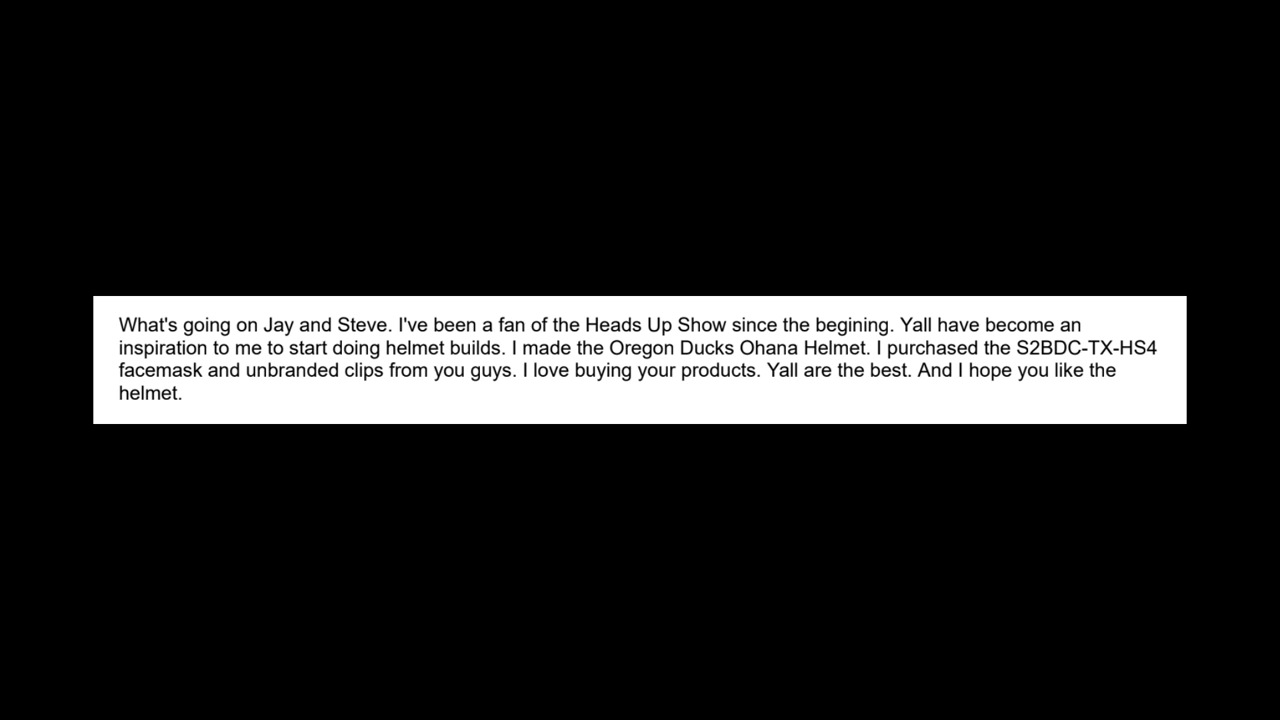 What's going on Jay and Steve. I've been a fan of the Heads Up Show since the begining. Yall have become an
inspiration to me to start doing helmet builds. I made the Oregon Ducks Ohana Helmet. I purchased the S2BDC-TX-HS4
facemask and unbranded clips from you guys. I love buying your products. Yall are the best. And I hope you like the
helmet.